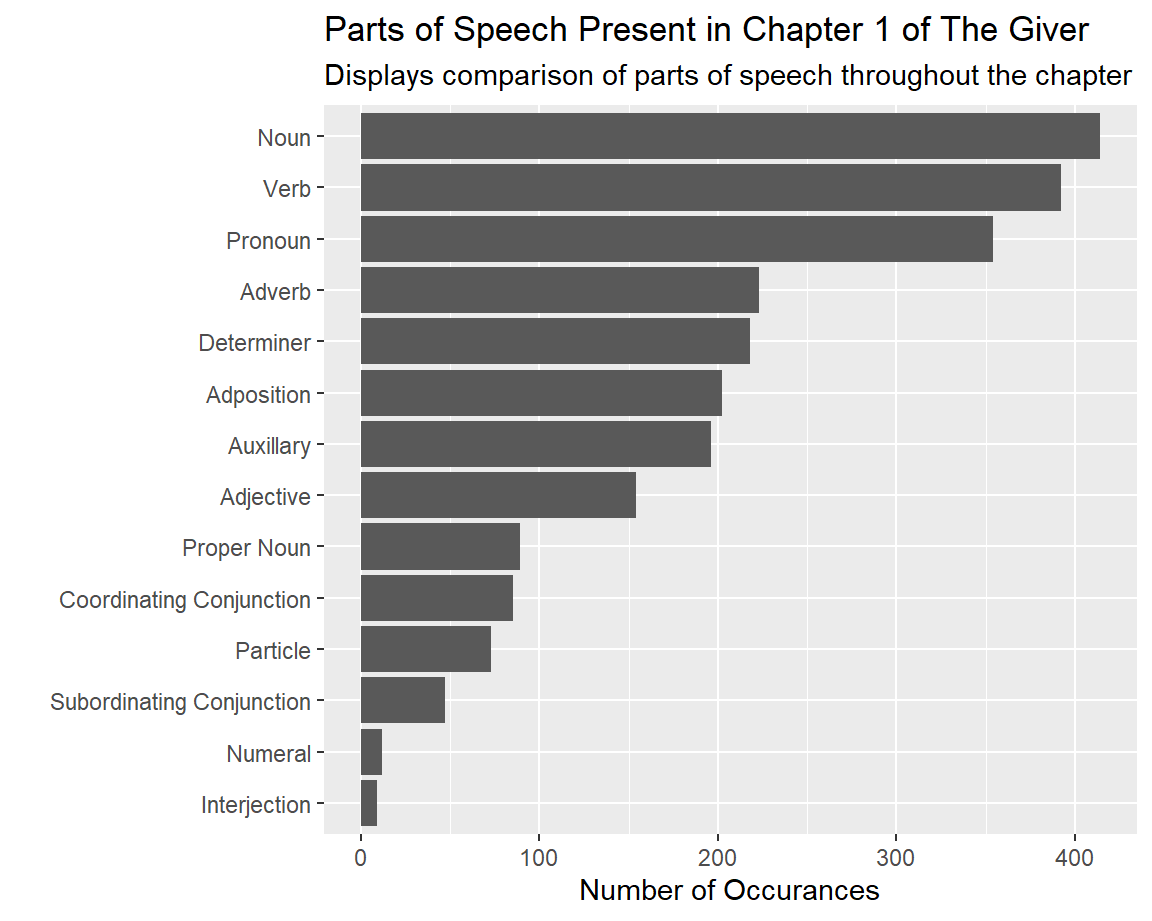 Parts of Speech Present in Chapter 1 of The Giver
Displays comparison of parts of speech throughout the chapter
Noun
Verb
Pronoun
Adverb
Determiner
Adposition
Auxillary
Adjective
Proper Noun
Coordinating Conjunction
Particle
Subordinating Conjunction
Numeral
Interjection
0 100 200 300 400
Number of Occurances